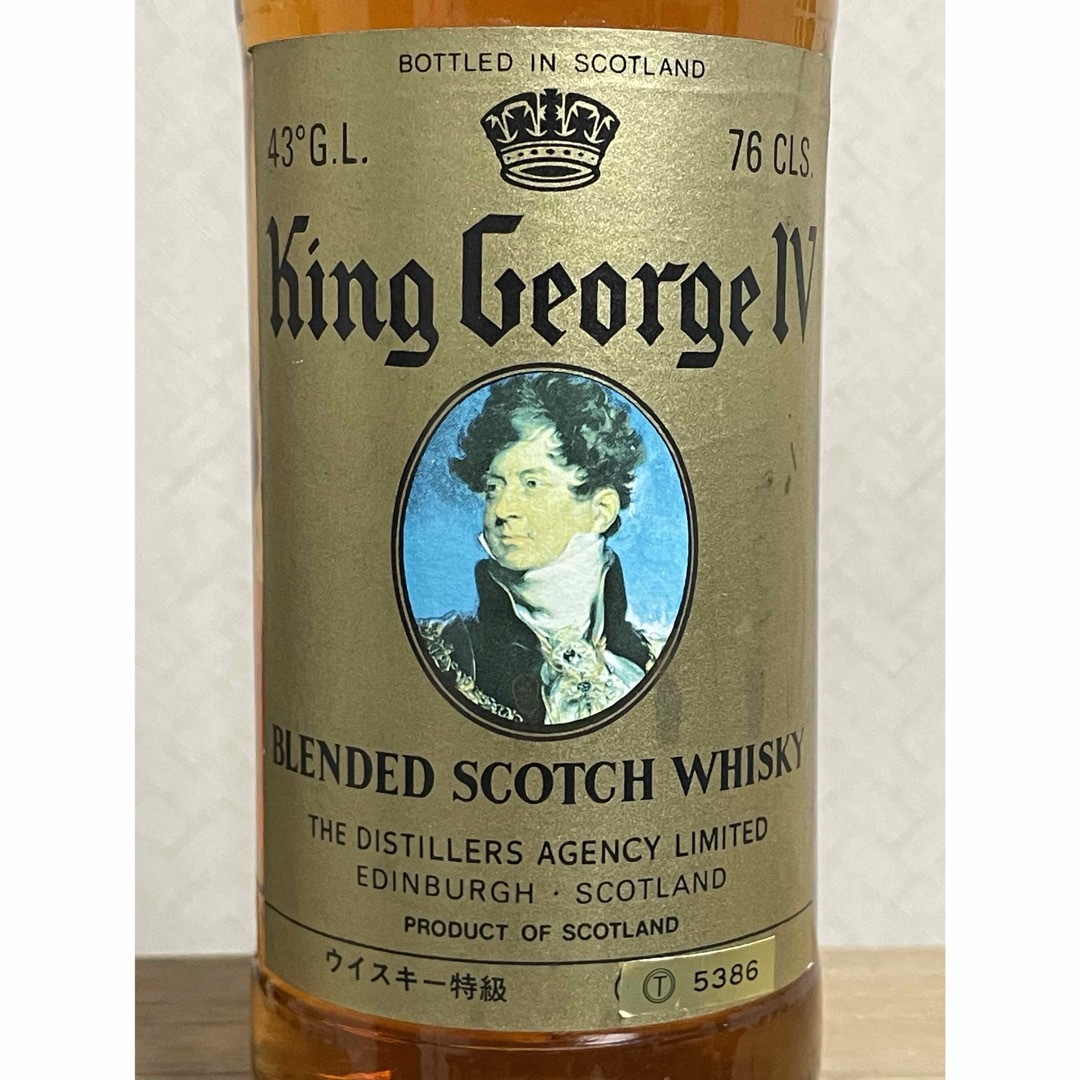 BOTTLED IN SCOTLAND
43°G.L. 76 CLS.
King George IV
BLENDED SCOTCH WHISKY
THE DISTILLERS AGENCY LIMITED
EDINBURGH · SCOTLAND
PRODUCT OF SCOTLAND
ウイスキー特級 ( Ⓣ 5386